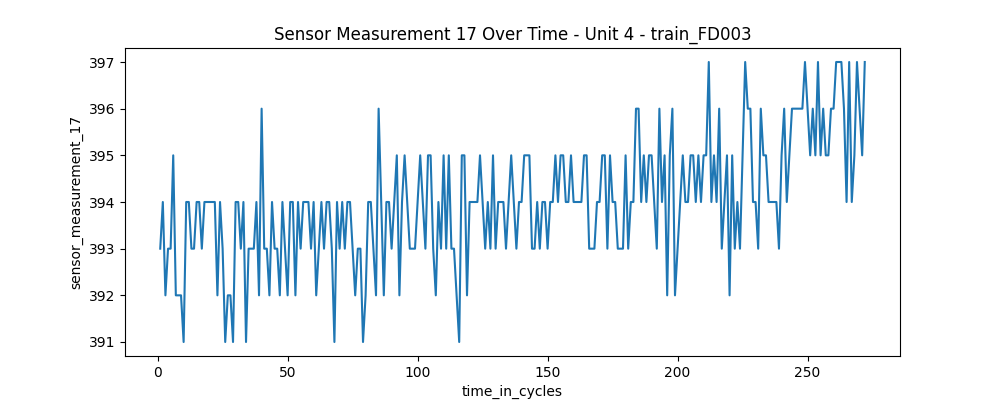 Sensor Measurement 17 Over Time - Unit 4 - train_FD003
397
396
395
394
393
392
391
sensor_measurement_17
0 50 100 150 200 250
time_in_cycles